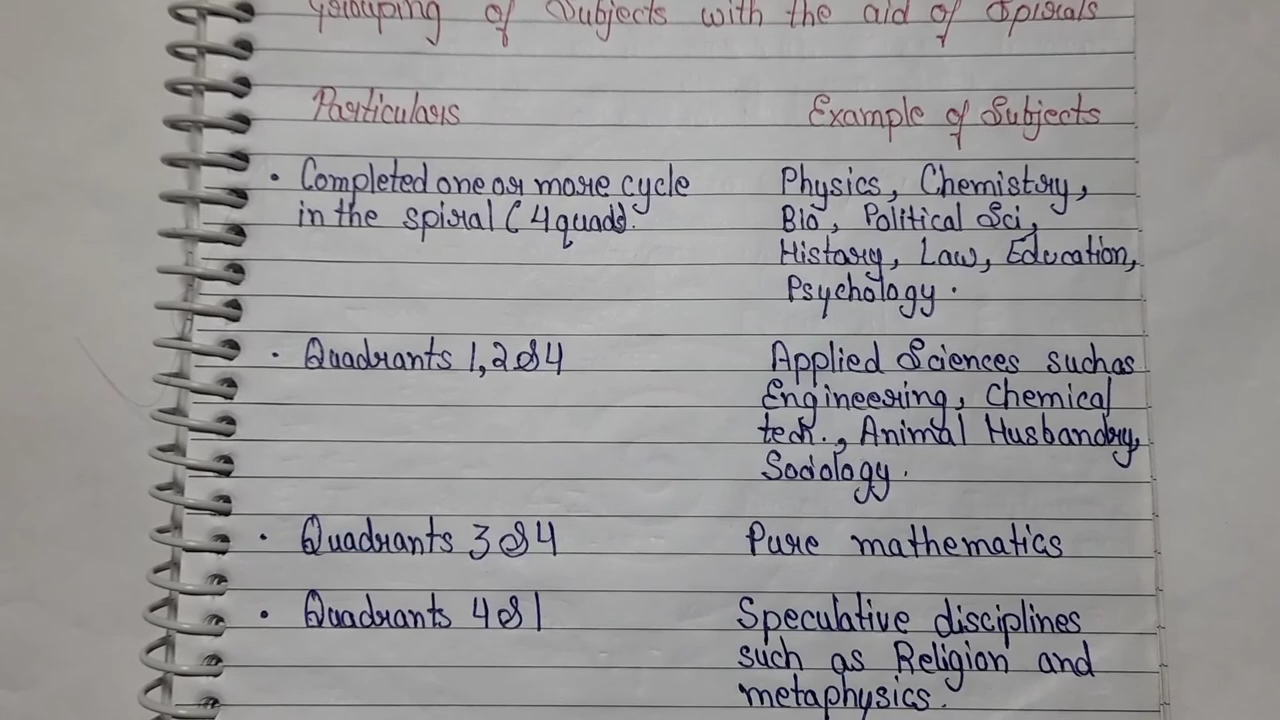 Grouping of Subjects with the aid of Spirals
Particulars Example of Subjects
• Completed one or more cycle Physics, Chemistry,
in the spiral (4 quads). Bio, Political Sci,
History, Law, Education,
Psychology.
• Quadrants 1,2 & 4 Applied Sciences such as
Engineering, Chemical
tech., Animal Husbandry,
Sociology.
• Quadrants 3 & 4 Pure mathematics
• Quadrants 4 & 1 Speculative disciplines
such as Religion and
metaphysics.